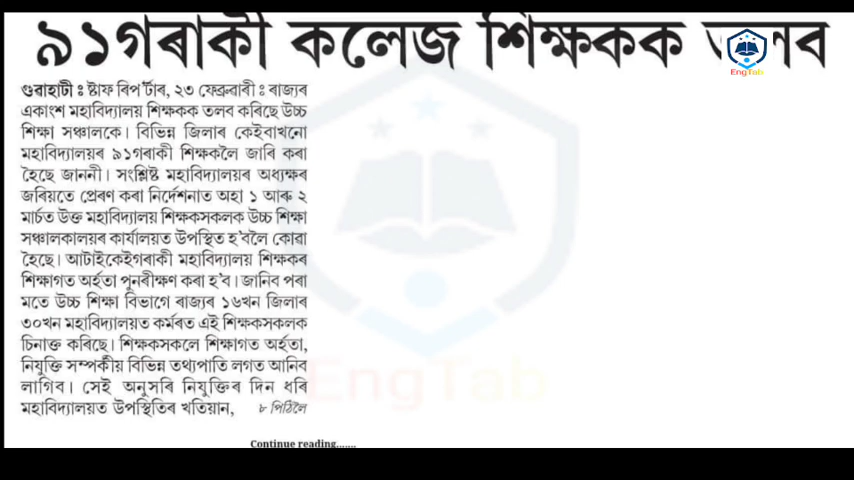 ৯১গৰাকী কলেজ শিক্ষকক তলব
EngTab
গুৱাহাটী ঃ ষ্টাফ ৰিপ'ৰ্টাৰ, ২৩ ফেব্ৰুৱাৰী ঃ ৰাজ্যৰ
একাংশ মহাবিদ্যালয় শিক্ষকক তলব কৰিছে উচ্চ
শিক্ষা সঞ্চালকে। বিভিন্ন জিলাৰ কেইবাখনো
মহাবিদ্যালয়ৰ ৯১গৰাকী শিক্ষকলৈ জাৰি কৰা
হৈছে জাননী। সংশ্লিষ্ট মহাবিদ্যালয়ৰ অধ্যক্ষৰ
জৰিয়তে প্ৰেৰণ কৰা নিৰ্দেশনাত অহা ১ আৰু ২
মাৰ্চত উক্ত মহাবিদ্যালয় শিক্ষকসকলক উচ্চ শিক্ষা
সঞ্চালকালয়ৰ কাৰ্যালয়ত উপস্থিত হ'বলৈ কোৱা
হৈছে। আটাইকেইগৰাকী মহাবিদ্যালয় শিক্ষকৰ
শিক্ষাগত অৰ্হতা পুনৰীক্ষণ কৰা হ'ব। জানিব পৰা
মতে উচ্চ শিক্ষা বিভাগে ৰাজ্যৰ ১৬খন জিলাৰ
৩০খন মহাবিদ্যালয়ত কৰ্মৰত এই শিক্ষকসকলক
চিনাক্ত কৰিছে। শিক্ষকসকলে শিক্ষাগত অৰ্হতা,
নিযুক্তি সম্পৰ্কীয় বিভিন্ন তথ্যপাতি লগত আনিব
লাগিব। সেই অনুসৰি নিযুক্তিৰ দিন ধৰি
মহাবিদ্যালয়ত উপস্থিতিৰ খতিয়ান, ৮ পিঠিলৈ
EngTab
Continue reading.......